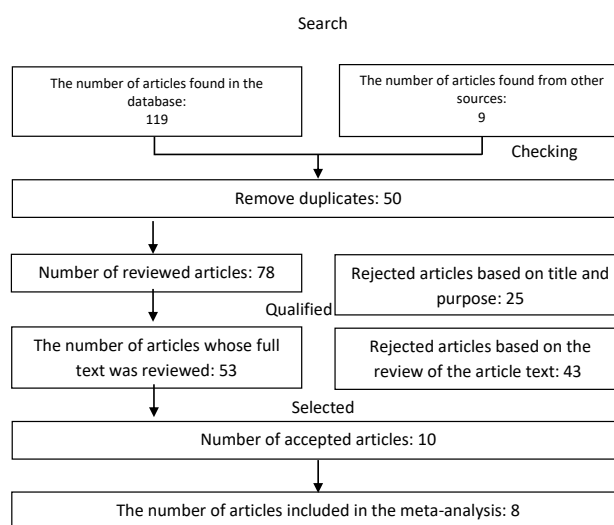 Search
The number of articles found in the
database:
119
The number of articles found from other
sources:
9
Checking
Remove duplicates: 50
Number of reviewed articles: 78
Rejected articles based on title and
purpose: 25
Qualified
The number of articles whose full
text was reviewed: 53
Rejected articles based on the
review of the article text: 43
Selected
Number of accepted articles: 10
The number of articles included in the meta-analysis: 8